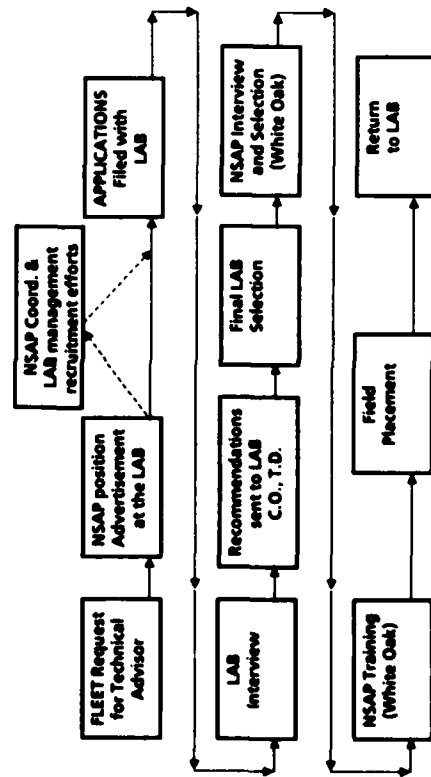 FLEET Request
for Technical
Advisor
NSAP position
Advertisement
at the LAB
NSAP Coord. &
LAB management
recruitment efforts
APPLICATIONS
Filed with
LAB
LAB
Interview
Recommendations
sent to LAB
C.O., T.D.
Final LAB
Selection
NSAP Interview
and Selection
(White Oak)
NSAP Training
(White Oak)
Field
Placement
Return
to LAB